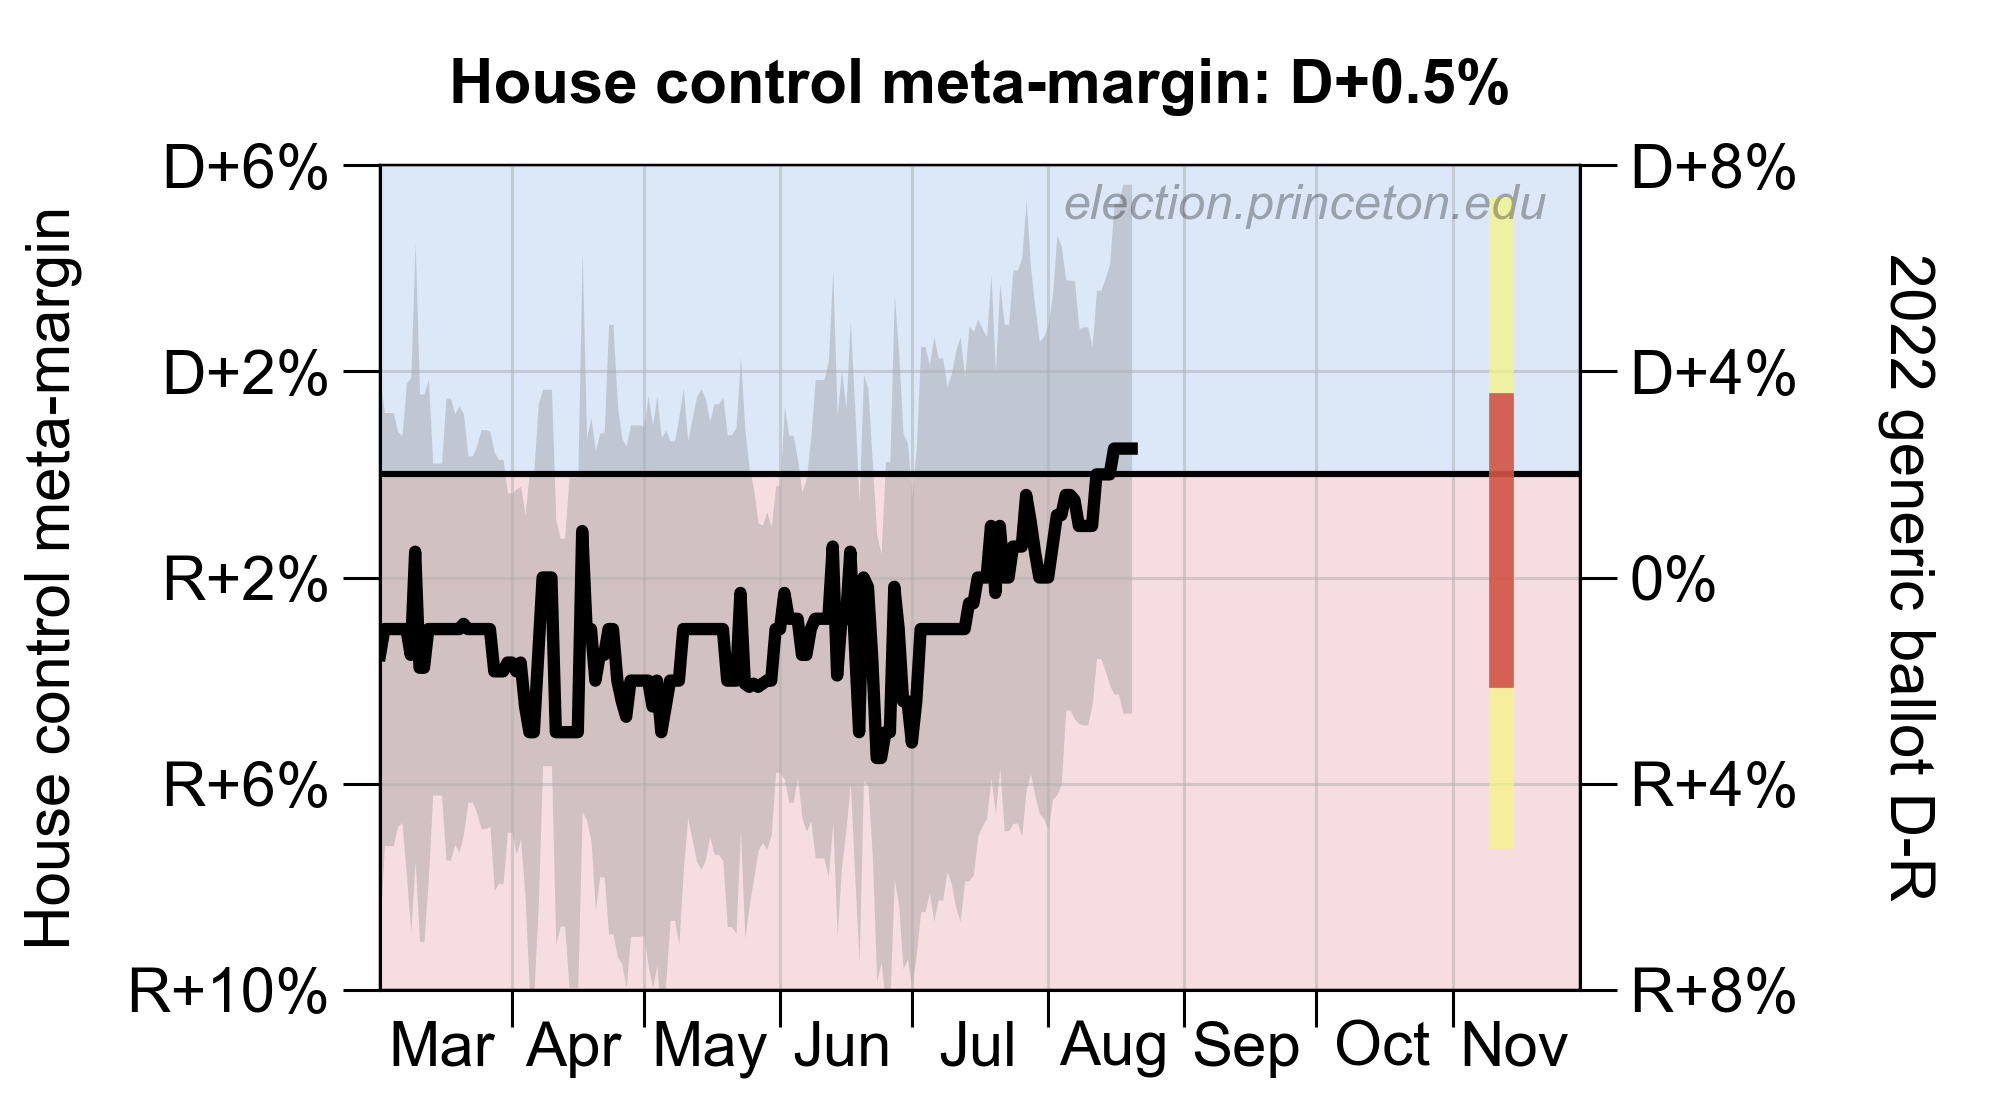 House control meta-margin: D+0.5%
election.princeton.edu
House control meta-margin
D+6%
D+2%
R+2%
R+6%
R+10%
D+8%
D+4%
0%
R+4%
R+8%
2022 generic ballot D-R
Mar Apr May Jun Jul Aug Sep Oct Nov